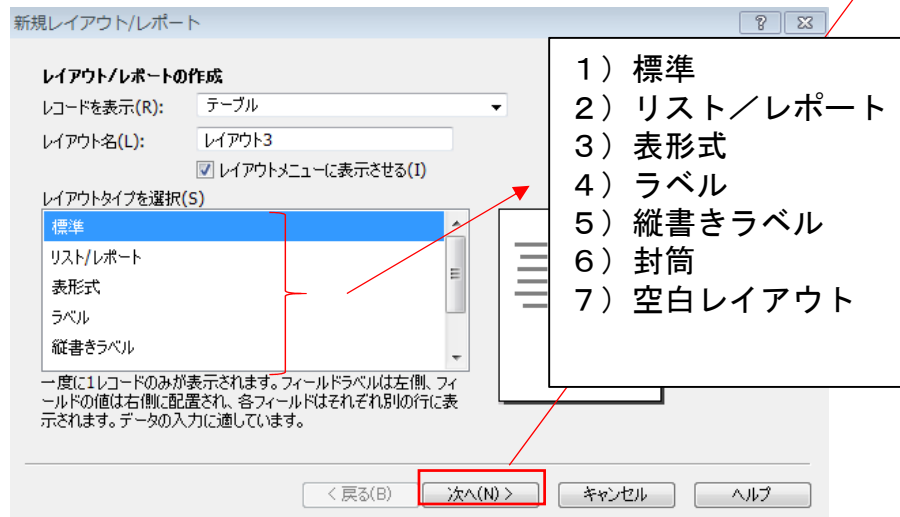 新規レイアウト/レポート
レイアウト/レポートの作成
レコードを表示(R): テーブル
レイアウト名(L): レイアウト3
レイアウトメニューに表示させる(I)
レイアウトタイプを選択(S)
標準
リスト/レポート
表形式
ラベル
縦書きラベル
一度に1レコードのみが表示されます。フィールドラベルは左側、フィ
ールドの値は右側に配置され、各フィールドはそれぞれ別の行に表
示されます。データの入力に適しています。
1）標準
2）リスト／レポート
3）表形式
4）ラベル
5）縦書きラベル
6）封筒
7）空白レイアウト
< 戻る(B) 次へ(N) > キャンセル ヘルプ